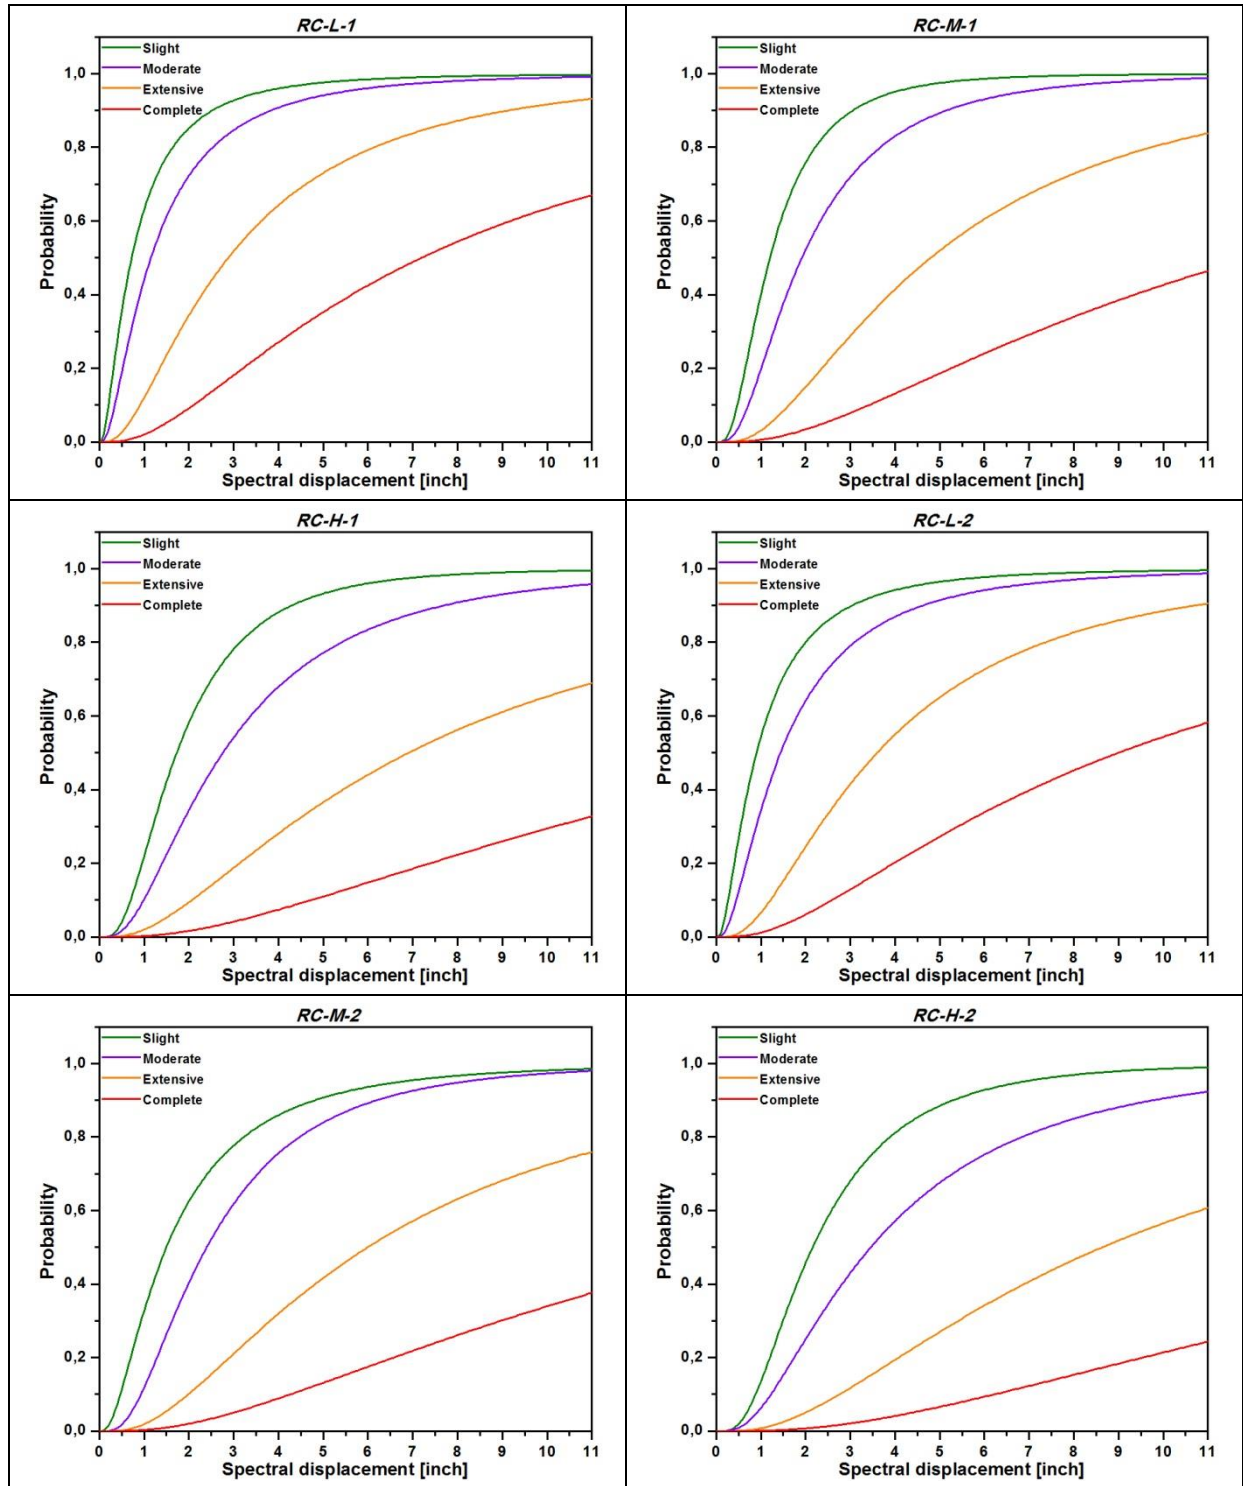 RC-L-1
Slight
Moderate
Extensive
Complete
1,0
0,8
0,6
0,4
0,2
0,0
Probability
0 1 2 3 4 5 6 7 8 9 10 11
Spectral displacement [inch]
RC-M-1
Slight
Moderate
Extensive
Complete
1,0
0,8
0,6
0,4
0,2
0,0
Probability
0 1 2 3 4 5 6 7 8 9 10 11
Spectral displacement [inch]
RC-H-1
Slight
Moderate
Extensive
Complete
1,0
0,8
0,6
0,4
0,2
0,0
Probability
0 1 2 3 4 5 6 7 8 9 10 11
Spectral displacement [inch]
RC-L-2
Slight
Moderate
Extensive
Complete
1,0
0,8
0,6
0,4
0,2
0,0
Probability
0 1 2 3 4 5 6 7 8 9 10 11
Spectral displacement [inch]
RC-M-2
Slight
Moderate
Extensive
Complete
1,0
0,8
0,6
0,4
0,2
0,0
Probability
0 1 2 3 4 5 6 7 8 9 10 11
Spectral displacement [inch]
RC-H-2
Slight
Moderate
Extensive
Complete
1,0
0,8
0,6
0,4
0,2
0,0
Probability
0 1 2 3 4 5 6 7 8 9 10 11
Spectral displacement [inch]